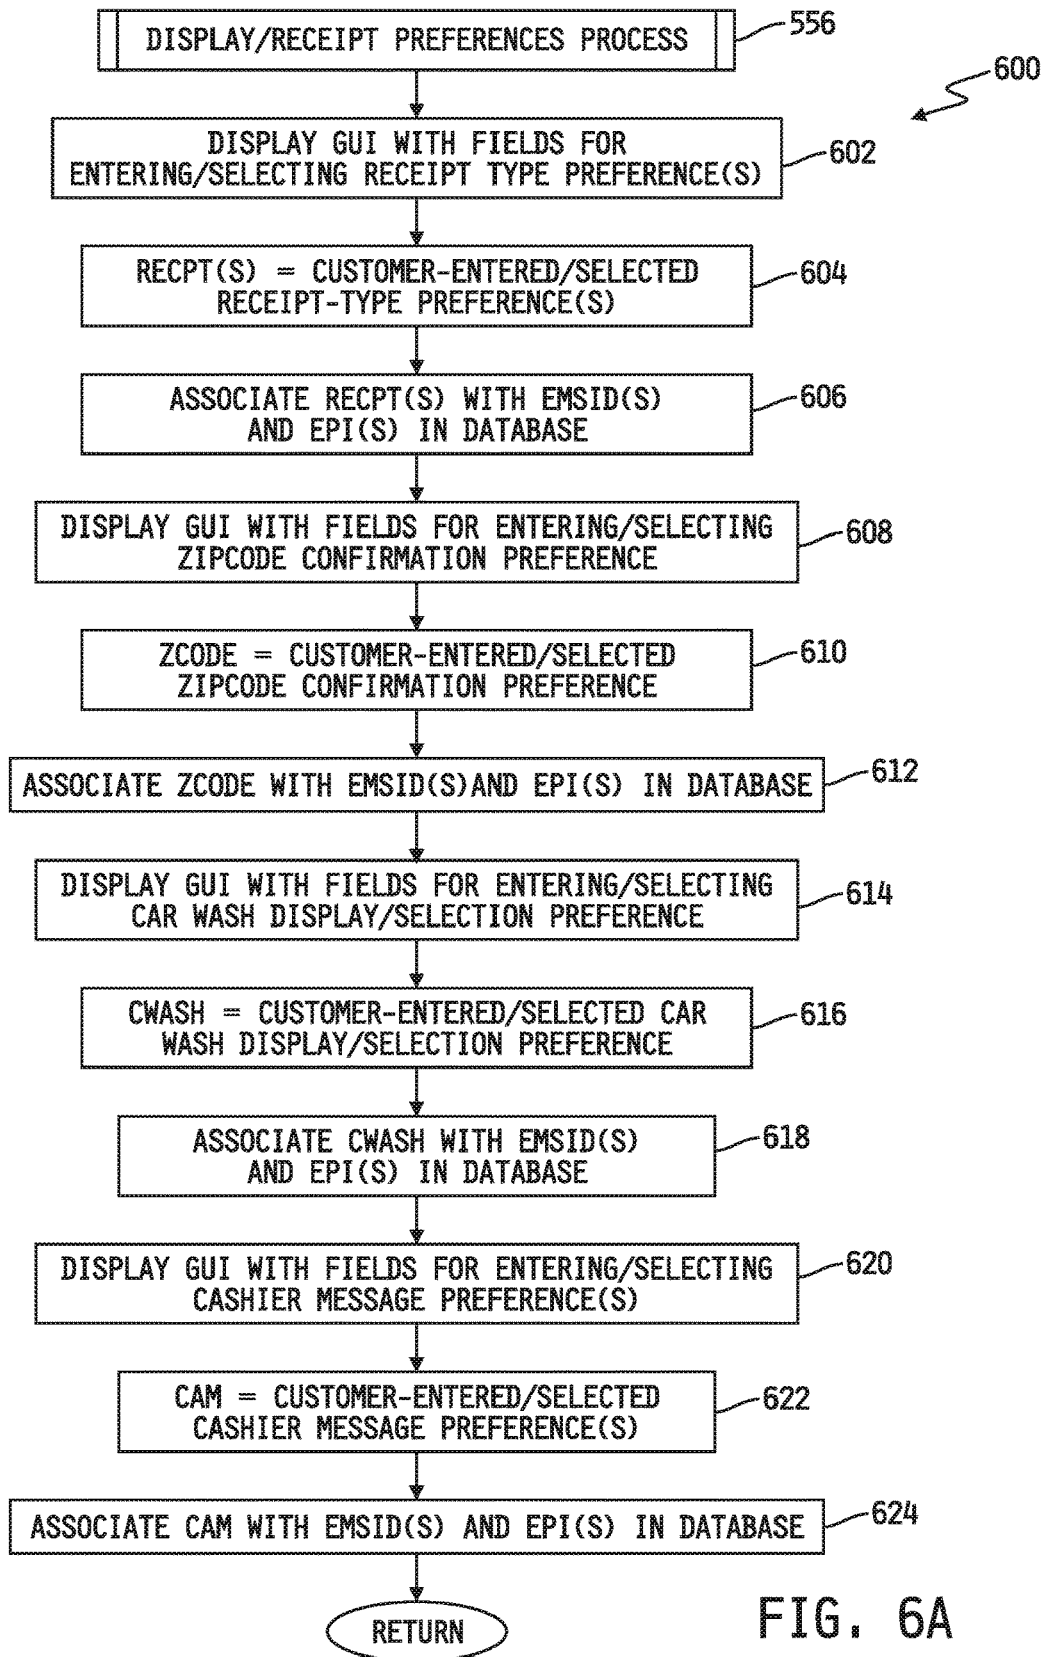 DISPLAY/RECEIPT PREFERENCES PROCESS
556
600
DISPLAY GUI WITH FIELDS FOR
ENTERING/SELECTING RECEIPT TYPE PREFERENCE(S)
602
RECPT(S) = CUSTOMER-ENTERED/SELECTED
RECEIPT-TYPE PREFERENCE(S)
604
ASSOCIATE RECPT(S) WITH EMSID(S)
AND EPI(S) IN DATABASE
606
DISPLAY GUI WITH FIELDS FOR ENTERING/SELECTING
ZIPCODE CONFIRMATION PREFERENCE
608
ZCODE = CUSTOMER-ENTERED/SELECTED
ZIPCODE CONFIRMATION PREFERENCE
610
ASSOCIATE ZCODE WITH EMSID(S)AND EPI(S) IN DATABASE
612
DISPLAY GUI WITH FIELDS FOR ENTERING/SELECTING
CAR WASH DISPLAY/SELECTION PREFERENCE
614
CWASH = CUSTOMER-ENTERED/SELECTED CAR
WASH DISPLAY/SELECTION PREFERENCE
616
ASSOCIATE CWASH WITH EMSID(S)
AND EPI(S) IN DATABASE
618
DISPLAY GUI WITH FIELDS FOR ENTERING/SELECTING
CASHIER MESSAGE PREFERENCE(S)
620
CAM = CUSTOMER-ENTERED/SELECTED
CASHIER MESSAGE PREFERENCE(S)
622
ASSOCIATE CAM WITH EMSID(S) AND EPI(S) IN DATABASE
624
RETURN
FIG. 6A